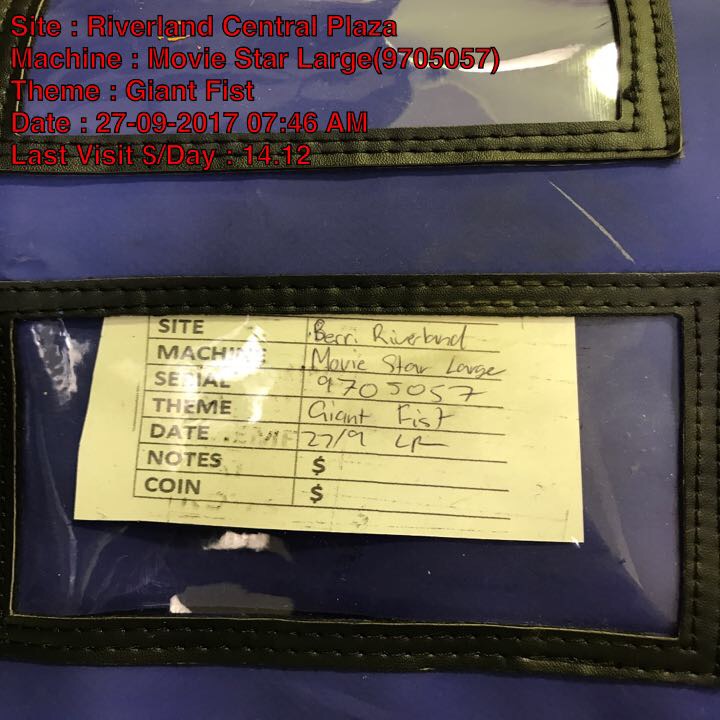 Site : Riverland Central Plaza
Machine : Movie Star Large(9705057)
Theme : Giant Fist
Date : 27-09-2017 07:46 AM
Last Visit $/Day : 14.12
SITE Berri Riverland
MACHINE Movie Star Large
SERIAL 9705057
THEME Giant Fist
DATE 27/9
NOTES $
COIN $